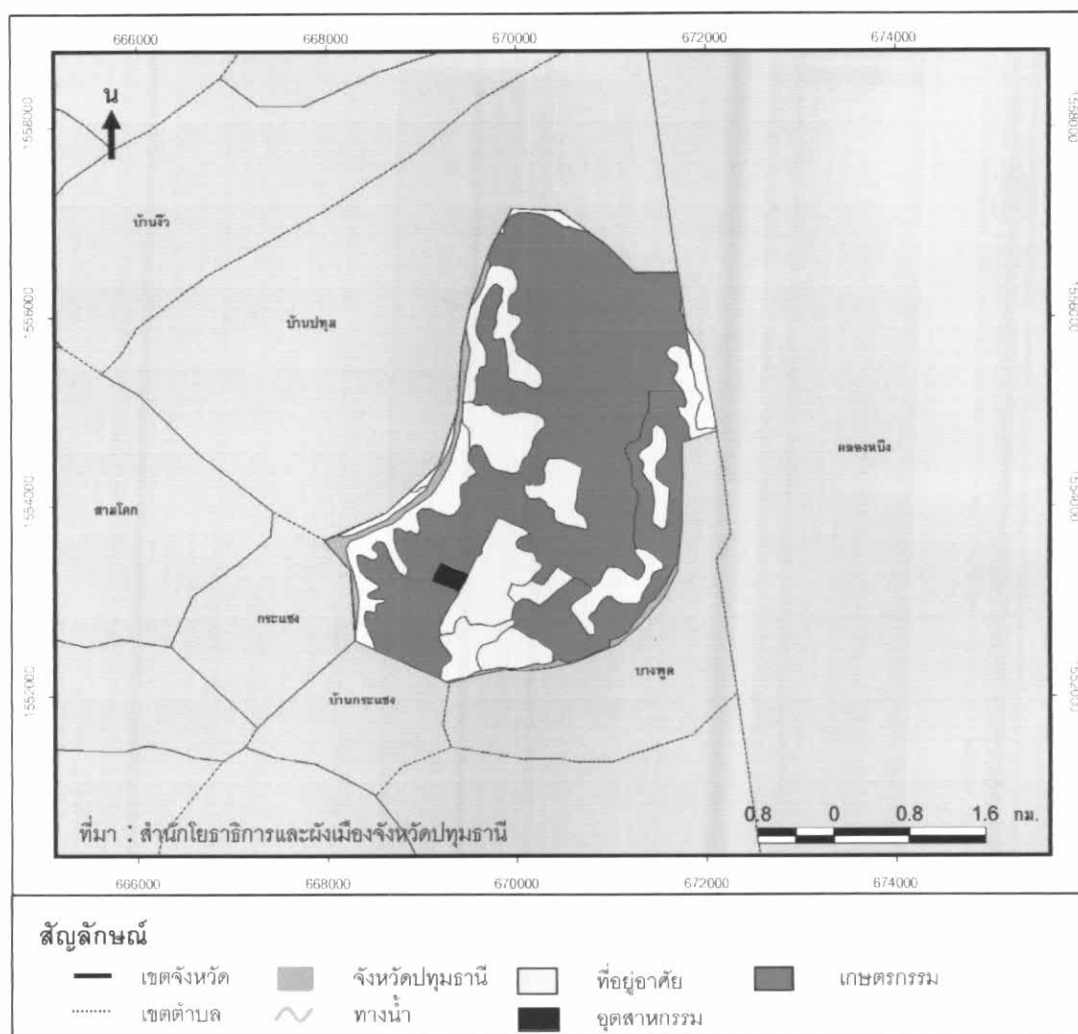 666000 668000 670000 672000 674000
น
1558000 1558000
บ้านงิ้ว
1556000 1556000
บ้านปทุม
คลองหนึ่ง
1554000 1554000
สามโคก
กระแชง
บางพูด
1552000 1552000
บ้านกระแชง
0.8 0 0.8 1.6 กม.
ที่มา : สำนักโยธาธิการและผังเมืองจังหวัดปทุมธานี
666000 668000 670000 672000 674000
สัญลักษณ์
เขตจังหวัด จังหวัดปทุมธานี ที่อยู่อาศัย เกษตรกรรม
เขตตำบล ทางน้ำ อุตสาหกรรม